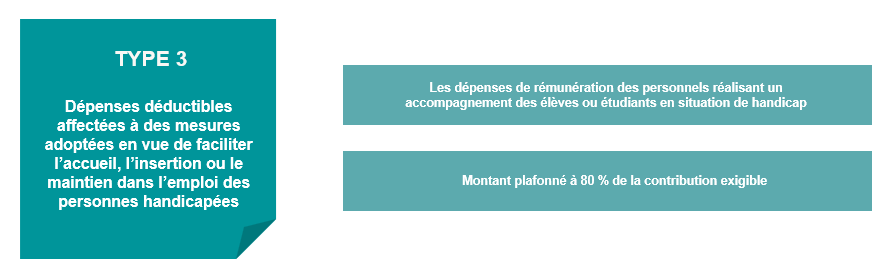 TYPE 3
Dépenses déductibles
affectées à des mesures
adoptées en vue de faciliter
l’accueil, l’insertion ou le
maintien dans l’emploi des
personnes handicapées
Les dépenses de rémunération des personnels réalisant un
accompagnement des élèves ou étudiants en situation de handicap
Montant plafonné à 80 % de la contribution exigible